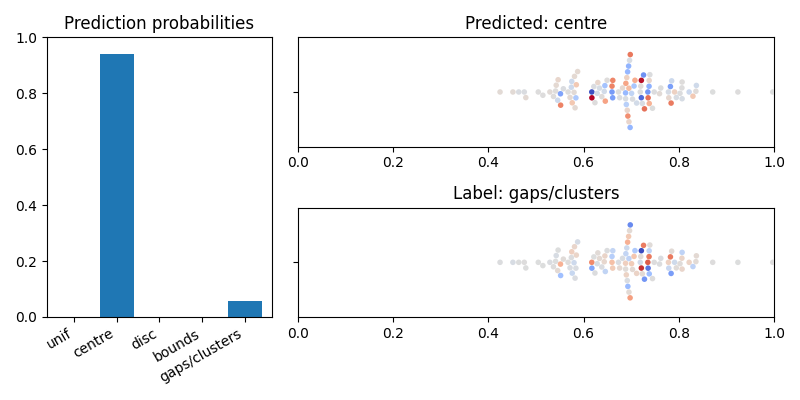 Prediction probabilities
1.0
0.8
0.6
0.4
0.2
0.0
unif
centre
disc
bounds
gaps/clusters
Predicted: centre
0.0 0.2 0.4 0.6 0.8 1.0
Label: gaps/clusters
0.0 0.2 0.4 0.6 0.8 1.0